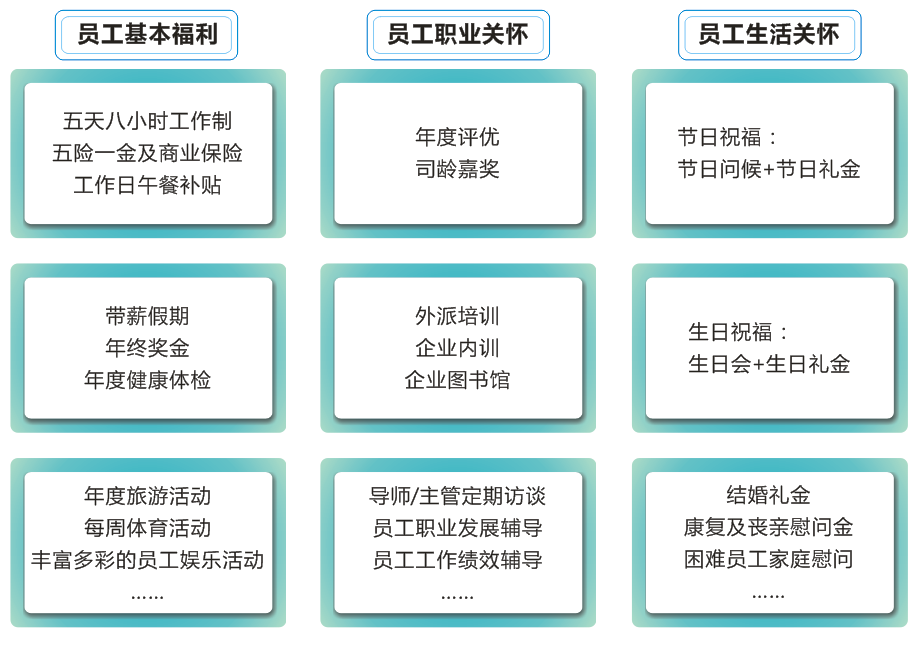 员工基本福利
五天八小时工作制
五险一金及商业保险
工作日午餐补贴
带薪假期
年终奖金
年度健康体检
年度旅游活动
每周体育活动
丰富多彩的员工娱乐活动
……
员工职业关怀
年度评优
司龄嘉奖
外派培训
企业内训
企业图书馆
导师/主管定期访谈
员工职业发展辅导
员工工作绩效辅导
……
员工生活关怀
节日祝福：
节日问候+节日礼金
生日祝福：
生日会+生日礼金
结婚礼金
康复及丧亲慰问金
困难员工家庭慰问
……